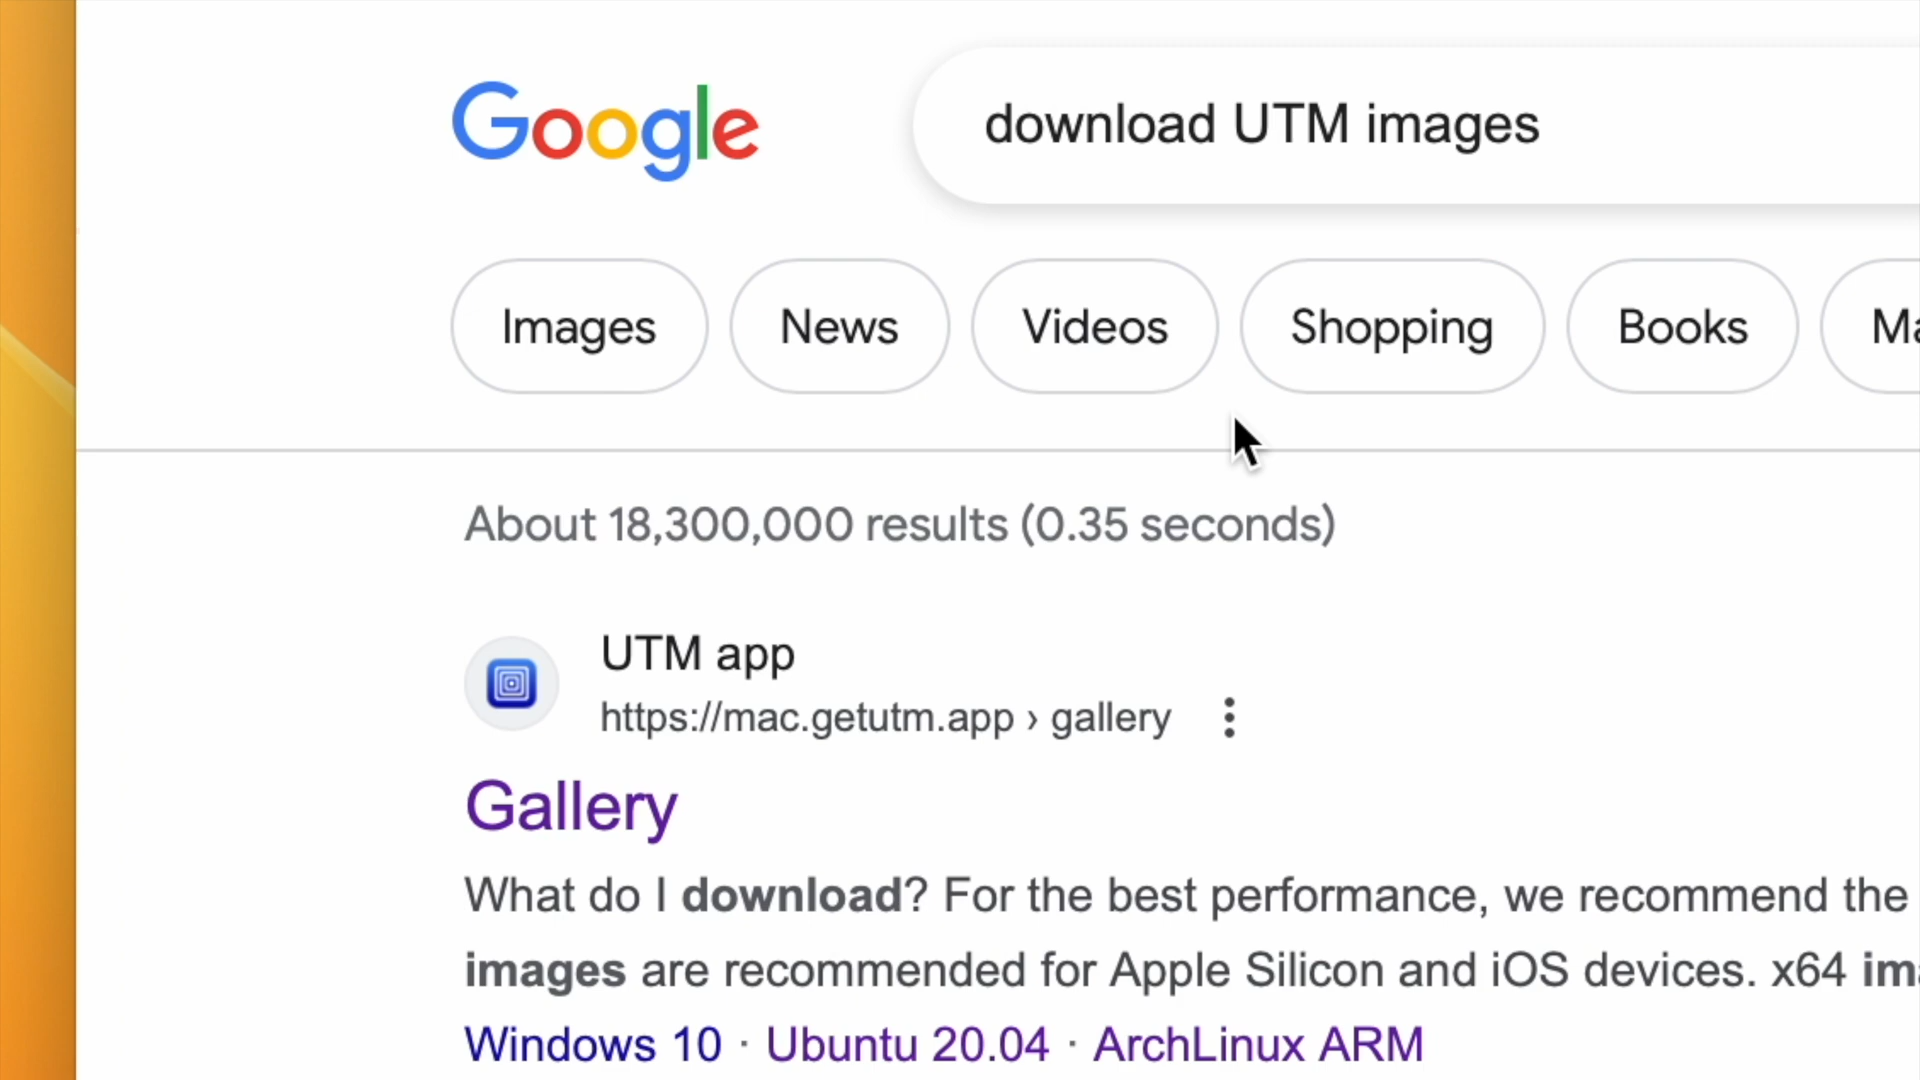 Google
download UTM images
Images
News
Videos
Shopping
Books
About 18,300,000 results (0.35 seconds)
UTM app
https://mac.getutm.app › gallery
Gallery
What do I download? For the best performance, we recommend the
images are recommended for Apple Silicon and iOS devices. x64
Windows 10 · Ubuntu 20.04 · ArchLinux ARM